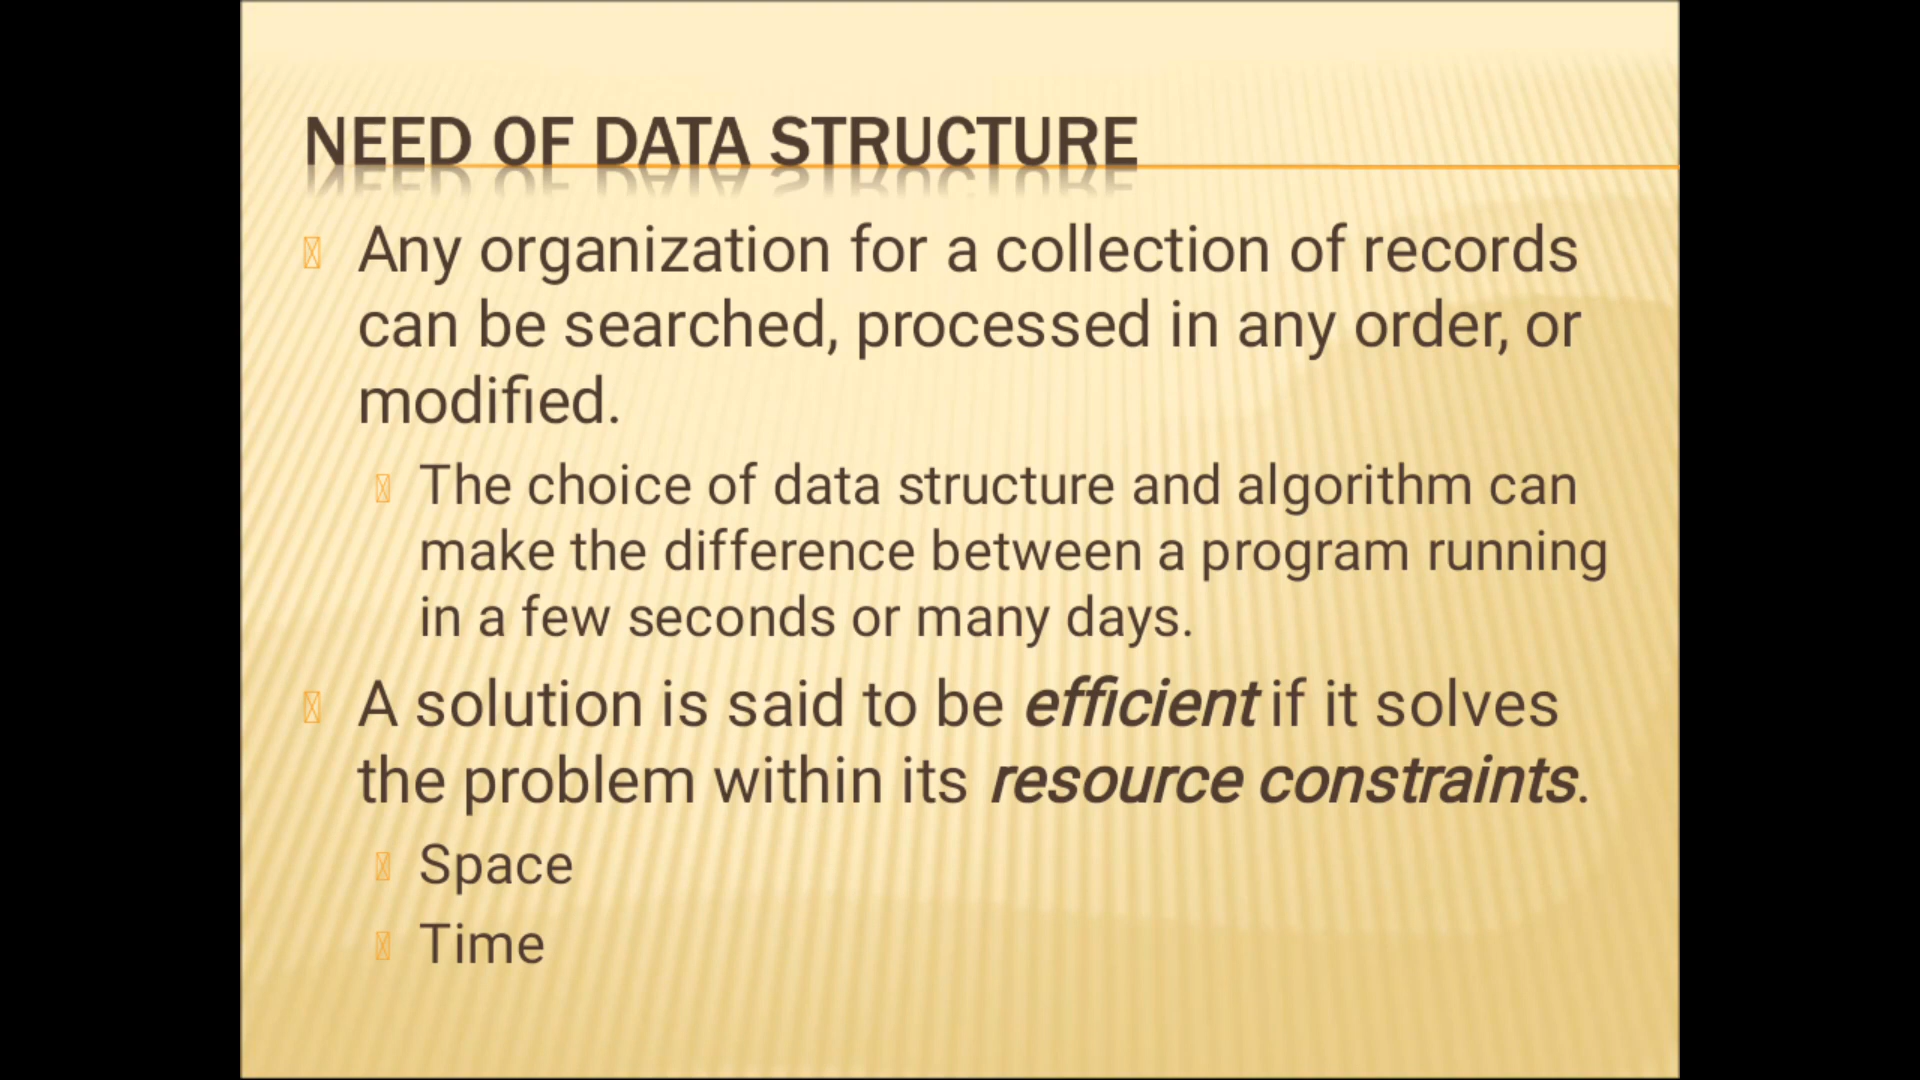 NEED OF DATA STRUCTURE
Any organization for a collection of records
can be searched, processed in any order, or
modified.
The choice of data structure and algorithm can
make the difference between a program running
in a few seconds or many days.
A solution is said to be efficient if it solves
the problem within its resource constraints.
Space
Time